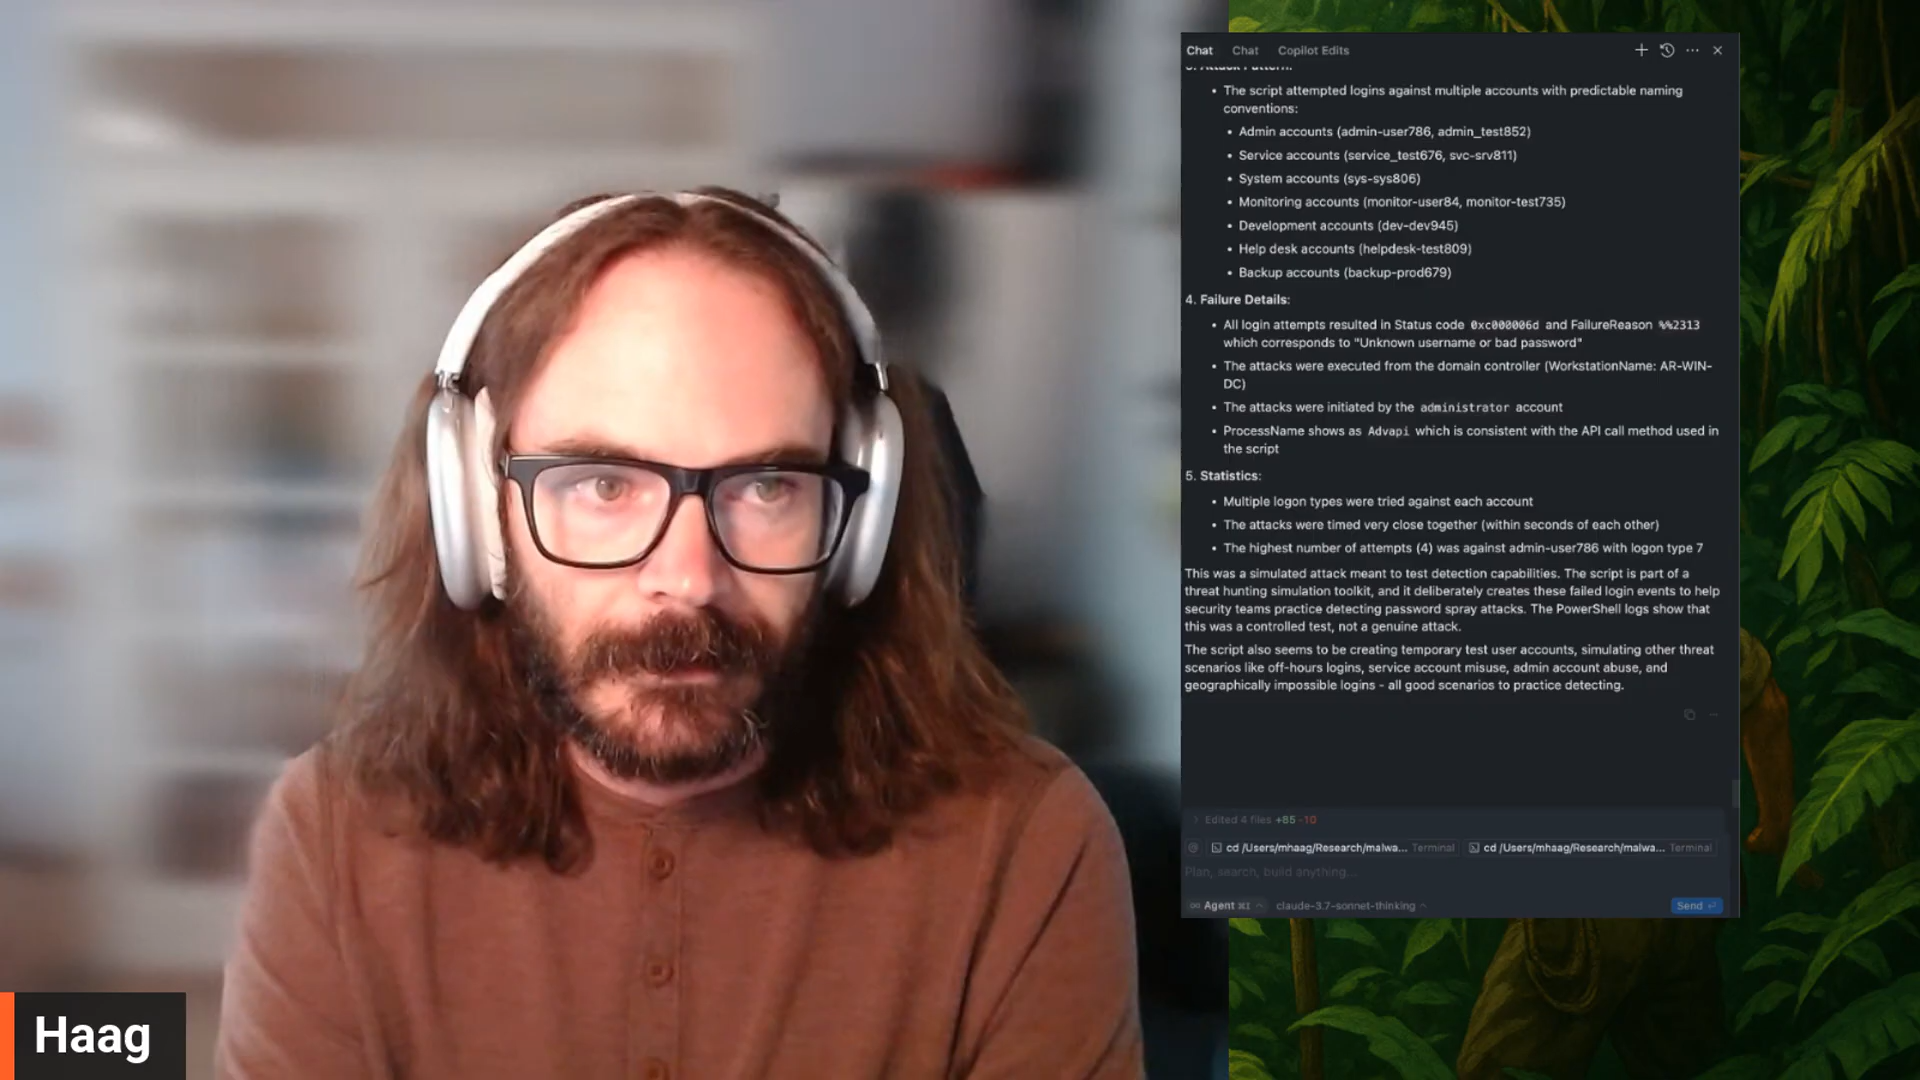 Chat Chat Copilot Edits
3. Attack Pattern:
• The script attempted logins against multiple accounts with predictable naming
conventions:
• Admin accounts (admin-user786, admin_test852)
• Service accounts (service_test676, svc-srv811)
• System accounts (sys-sys806)
• Monitoring accounts (monitor-user84, monitor-test735)
• Development accounts (dev-dev945)
• Help desk accounts (helpdesk-test809)
• Backup accounts (backup-prod679)
4. Failure Details:
• All login attempts resulted in Status code 0xc000006d and FailureReason %%2313
which corresponds to "Unknown username or bad password"
• The attacks were executed from the domain controller (WorkstationName: AR-WIN-
DC)
• The attacks were initiated by the administrator account
• ProcessName shows as Advapi which is consistent with the API call method used in
the script
5. Statistics:
• Multiple logon types were tried against each account
• The attacks were timed very close together (within seconds of each other)
• The highest number of attempts (4) was against admin-user786 with logon type 7
This was a simulated attack meant to test detection capabilities. The script is part of a
threat hunting simulation toolkit, and it deliberately creates these failed login events to help
security teams practice detecting password spray attacks. The PowerShell logs show that
this was a controlled test, not a genuine attack.
The script also seems to be creating temporary test user accounts, simulating other threat
scenarios like off-hours logins, service account misuse, admin account abuse, and
geographically impossible logins - all good scenarios to practice detecting.
Edited 4 files +85 -10
cd /Users/mhaag/Research/malwa... Terminal cd /Users/mhaag/Research/malwa... Terminal
Plan, search, build anything...
Agent ⌘I claude-3.7-sonnet-thinking Send
Haag